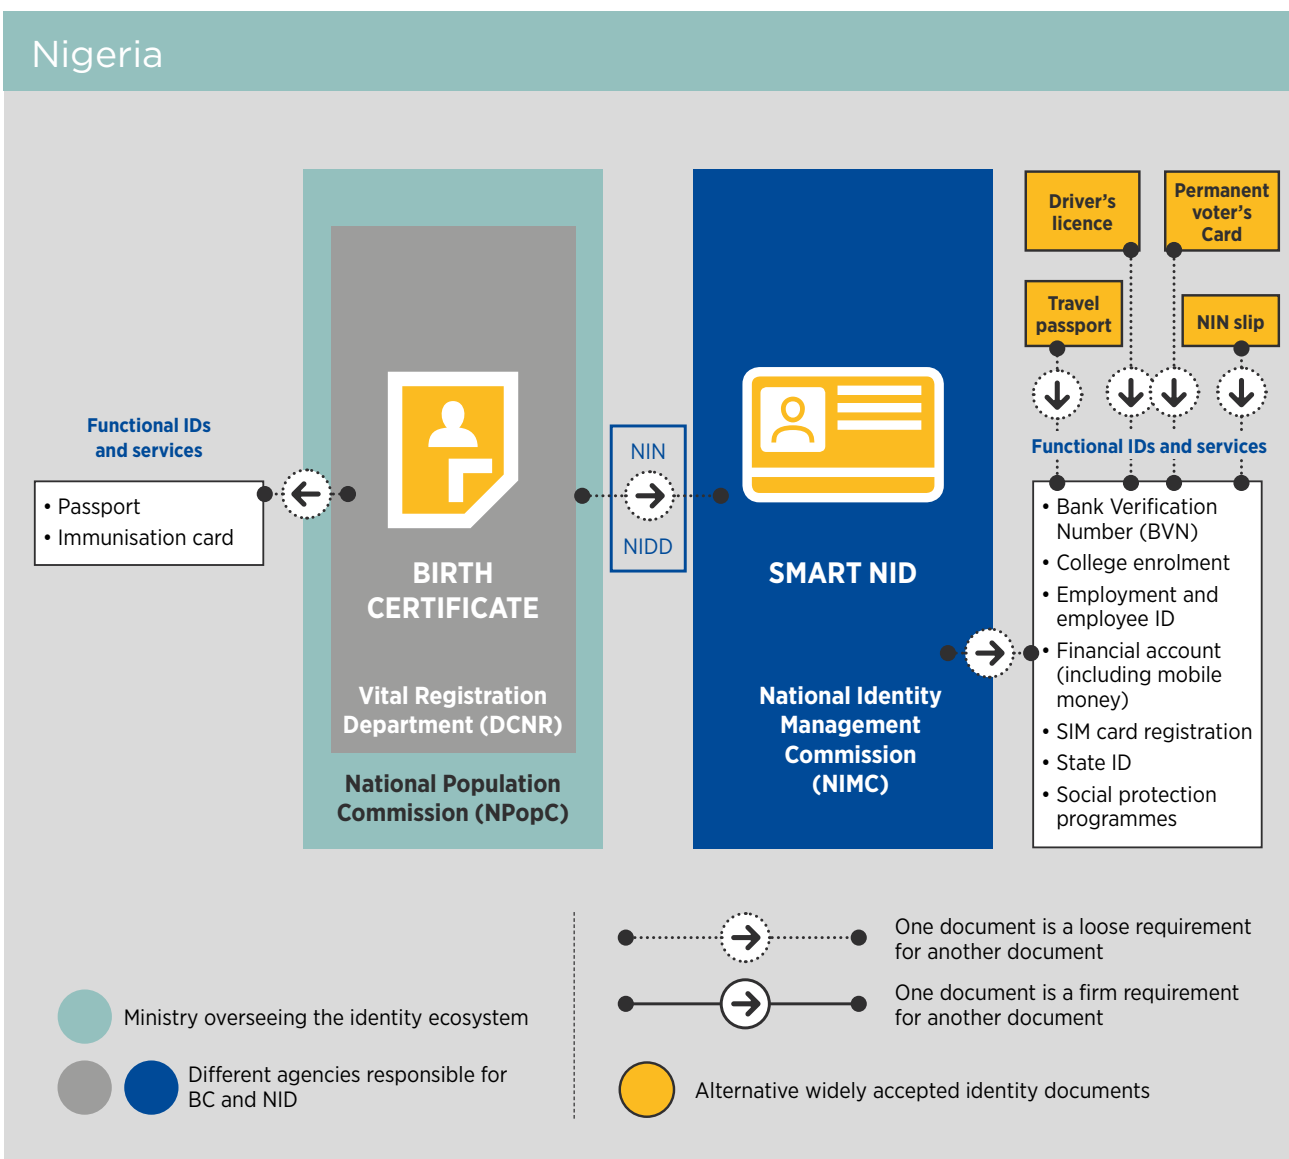 Nigeria
Functional IDs
and services
• Passport
• Immunisation card
BIRTH
CERTIFICATE
Vital Registration
Department (DCNR)
National Population
Commission (NPopC)
NIN
NIDD
SMART NID
National Identity
Management
Commission
(NIMC)
Driver’s
licence
Permanent
voter’s
Card
Travel
passport
NIN slip
Functional IDs and services
• Bank Verification
Number (BVN)
• College enrolment
• Employment and
employee ID
• Financial account
(including mobile
money)
• SIM card registration
• State ID
• Social protection
programmes
Ministry overseeing the identity ecosystem
Different agencies responsible for
BC and NID
One document is a loose requirement
for another document
One document is a firm requirement
for another document
Alternative widely accepted identity documents